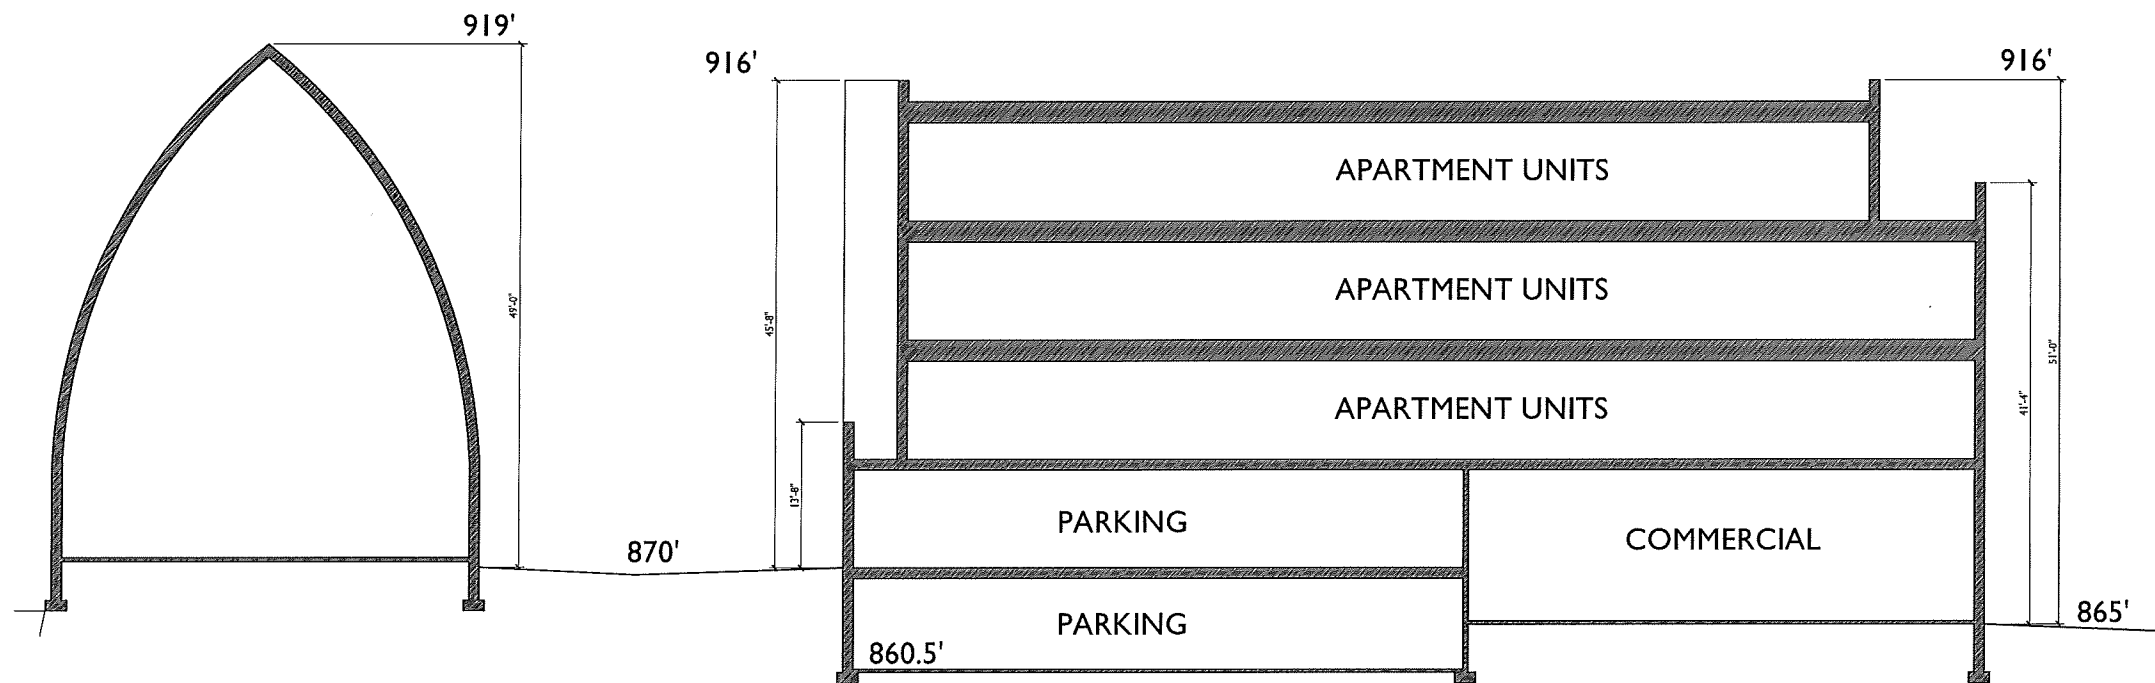 919'
916'
916'
APARTMENT UNITS
49'-0"
45'-8"
APARTMENT UNITS
51'-0"
41'-4"
APARTMENT UNITS
13'-8"
PARKING
COMMERCIAL
870'
PARKING
865'
860.5'